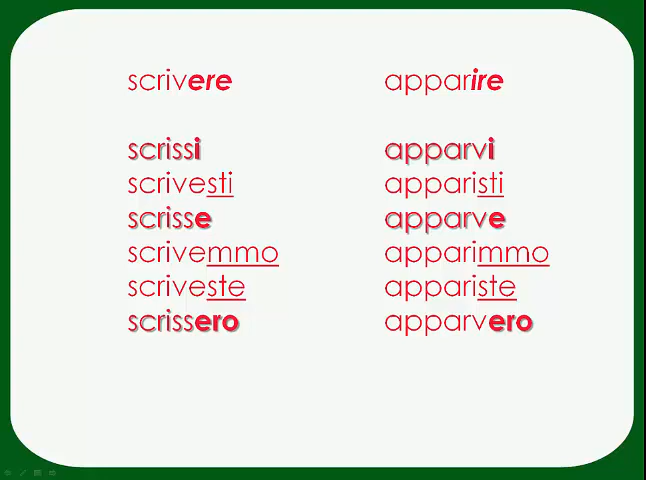 scrivere apparire
scrissi apparvi
scrivesti apparisti
scrisse apparve
scrivemmo apparimmo
scriveste appariste
scrissero apparvero